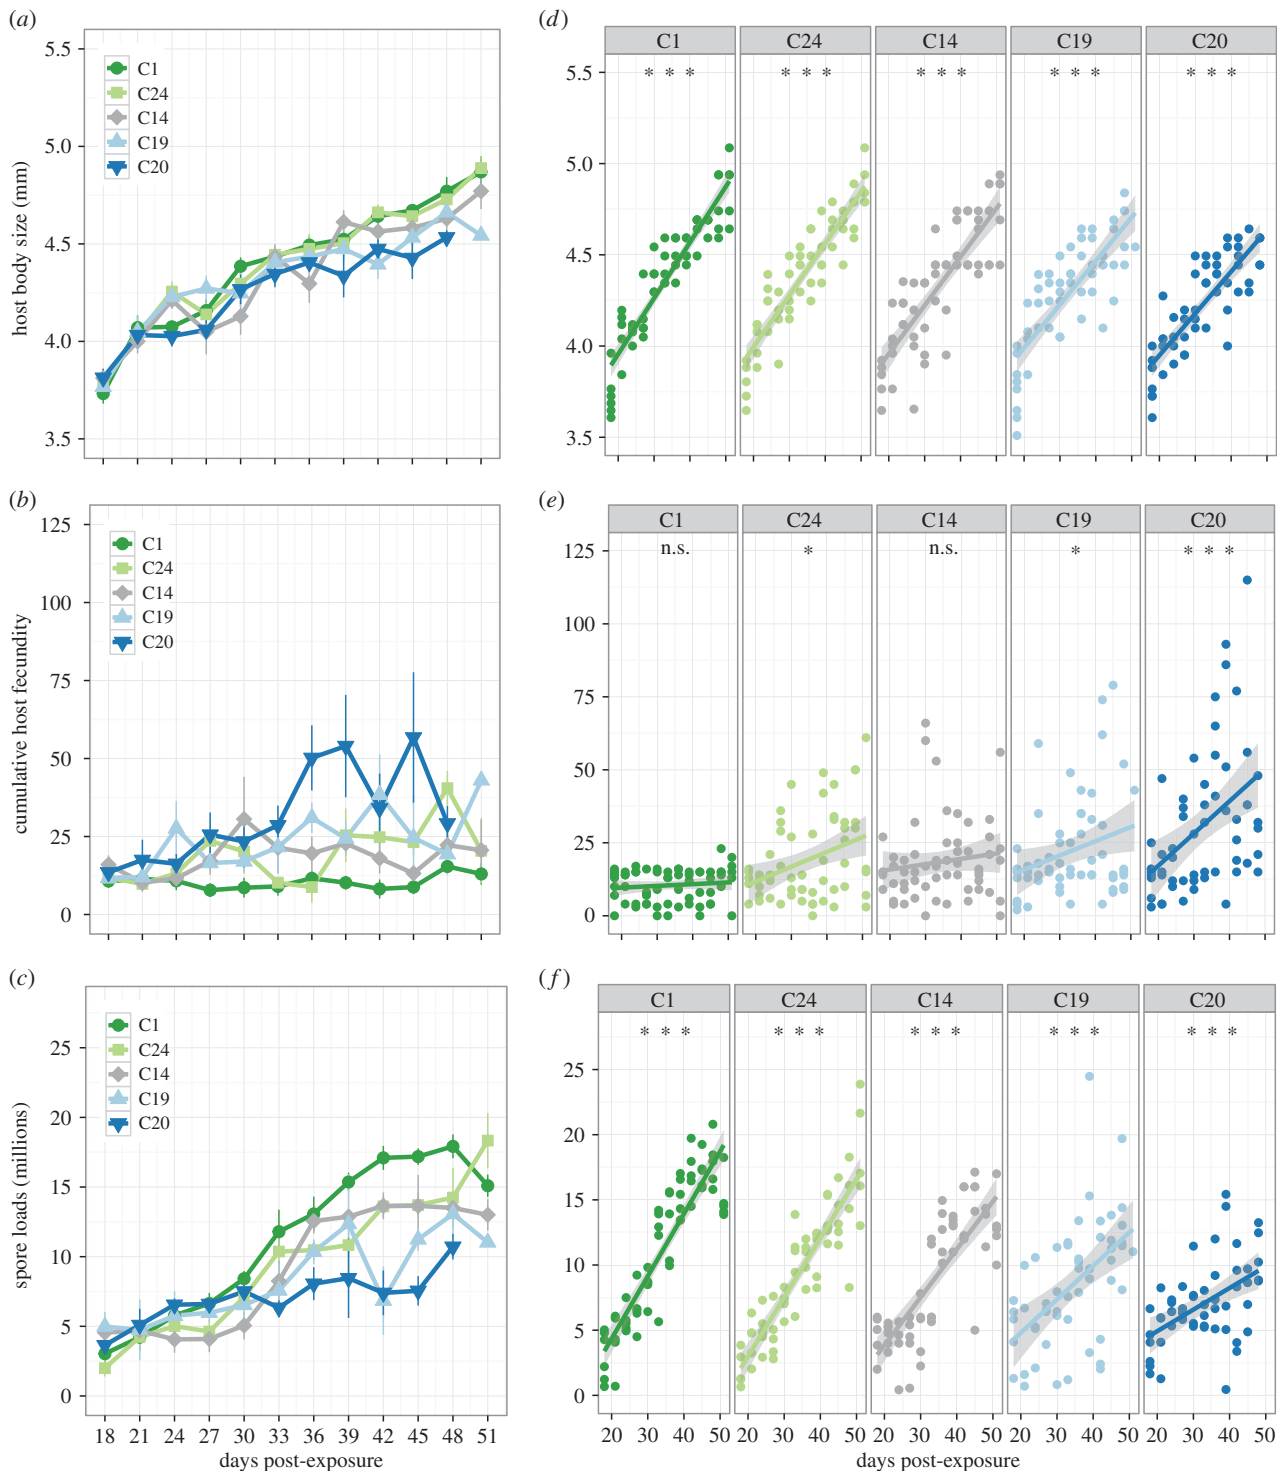 (a)
5.5
5.0
4.5
4.0
3.5
host body size (mm)
C1
C24
C14
C19
C20
(d)
C1 C24 C14 C19 C20
* * * * * * * * * * * * * * *
5.5
5.0
4.5
4.0
3.5
(b)
125
100
75
50
25
0
cumulative host fecundity
C1
C24
C14
C19
C20
(e)
C1 C24 C14 C19 C20
n.s. * n.s. * * * *
125
100
75
50
25
0
(c)
25
20
15
10
5
0
spore loads (millions)
C1
C24
C14
C19
C20
18 21 24 27 30 33 36 39 42 45 48 51
days post-exposure
(f)
C1 C24 C14 C19 C20
* * * * * * * * * * * * * * *
25
20
15
10
5
0
20 30 40 50 20 30 40 50 20 30 40 50 20 30 40 50 20 30 40 50
days post-exposure